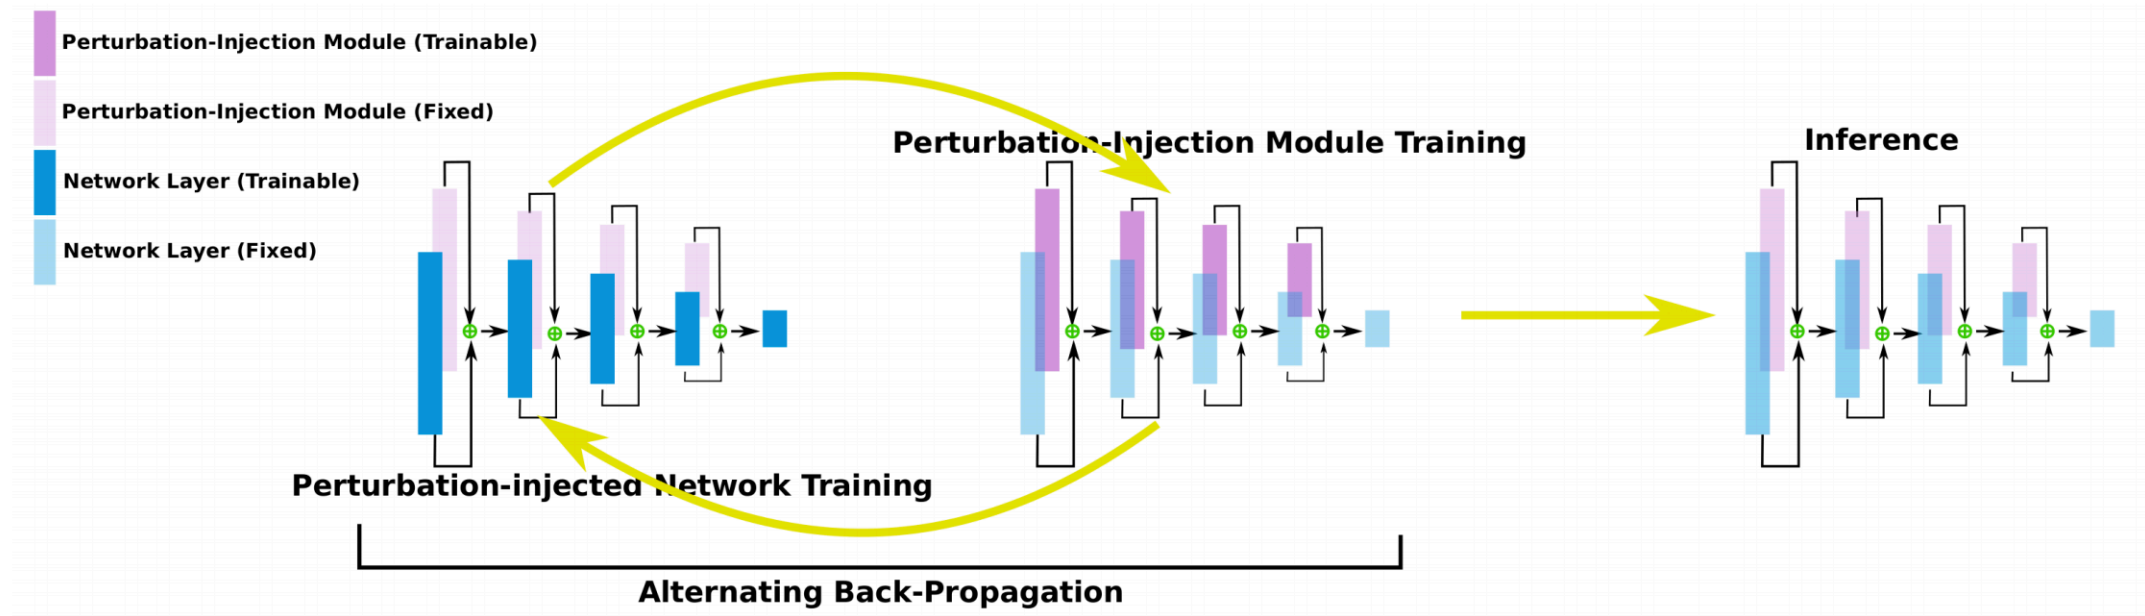 Perturbation-Injection Module (Trainable)
Perturbation-Injection Module (Fixed)
Network Layer (Trainable)
Network Layer (Fixed)
Perturbation-Injection Module Training
Inference
Perturbation-injected Network Training
Alternating Back-Propagation